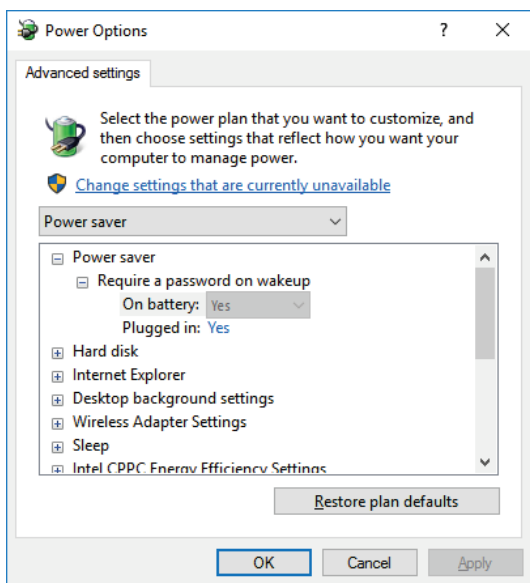 Power Options
?
Advanced settings
Select the power plan that you want to customize, and
then choose settings that reflect how you want your
computer to manage power.
Change settings that are currently unavailable
Power saver
Power saver
Require a password on wakeup
On battery: Yes
Plugged in: Yes
Hard disk
Internet Explorer
Desktop background settings
Wireless Adapter Settings
Sleep
Intel CPPC Energy Efficiency Settings
Restore plan defaults
OK Cancel Apply